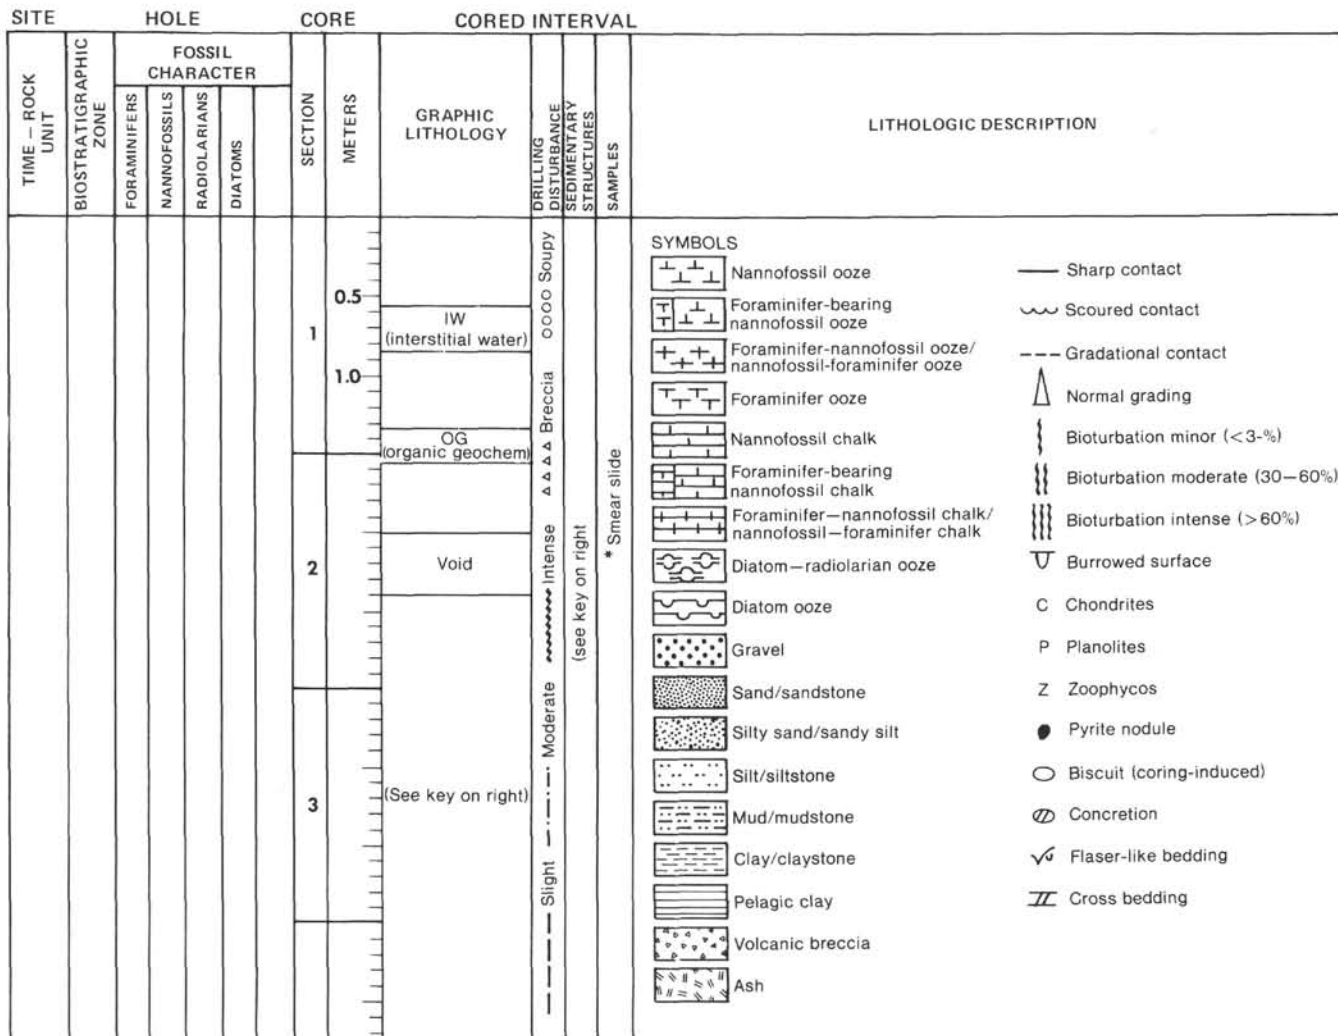 SITE HOLE CORE CORED INTERVAL
TIME – ROCK
UNIT
BIOSTRATIGRAPHIC
ZONE
FOSSIL
CHARACTER
FORAMINIFERS
NANNOFOSSILS
RADIOLARIANS
DIATOMS
SECTION
METERS
GRAPHIC
LITHOLOGY
DRILLING
DISTURBANCE
SEDIMENTARY
STRUCTURES
SAMPLES
LITHOLOGIC DESCRIPTION
1
2
3
0.5
1.0
IW
(interstitial water)
OG
(organic geochem)
Void
(See key on right)
Soupy
Breccia
Intense
Moderate
Slight
(see key on right)
* Smear slide
SYMBOLS
Nannofossil ooze
Foraminifer-bearing
nannofossil ooze
Foraminifer-nannofossil ooze/
nannofossil-foraminifer ooze
Foraminifer ooze
Nannofossil chalk
Foraminifer-bearing
nannofossil chalk
Foraminifer—nannofossil chalk/
nannofossil—foraminifer chalk
Diatom—radiolarian ooze
Diatom ooze
Gravel
Sand/sandstone
Silty sand/sandy silt
Silt/siltstone
Mud/mudstone
Clay/claystone
Pelagic clay
Volcanic breccia
Ash
Sharp contact
Scoured contact
Gradational contact
Normal grading
Bioturbation minor (<3-%)
Bioturbation moderate (30—60%)
Bioturbation intense (>60%)
Burrowed surface
C Chondrites
P Planolites
Z Zoophycos
Pyrite nodule
Biscuit (coring-induced)
Concretion
Flaser-like bedding
Cross bedding